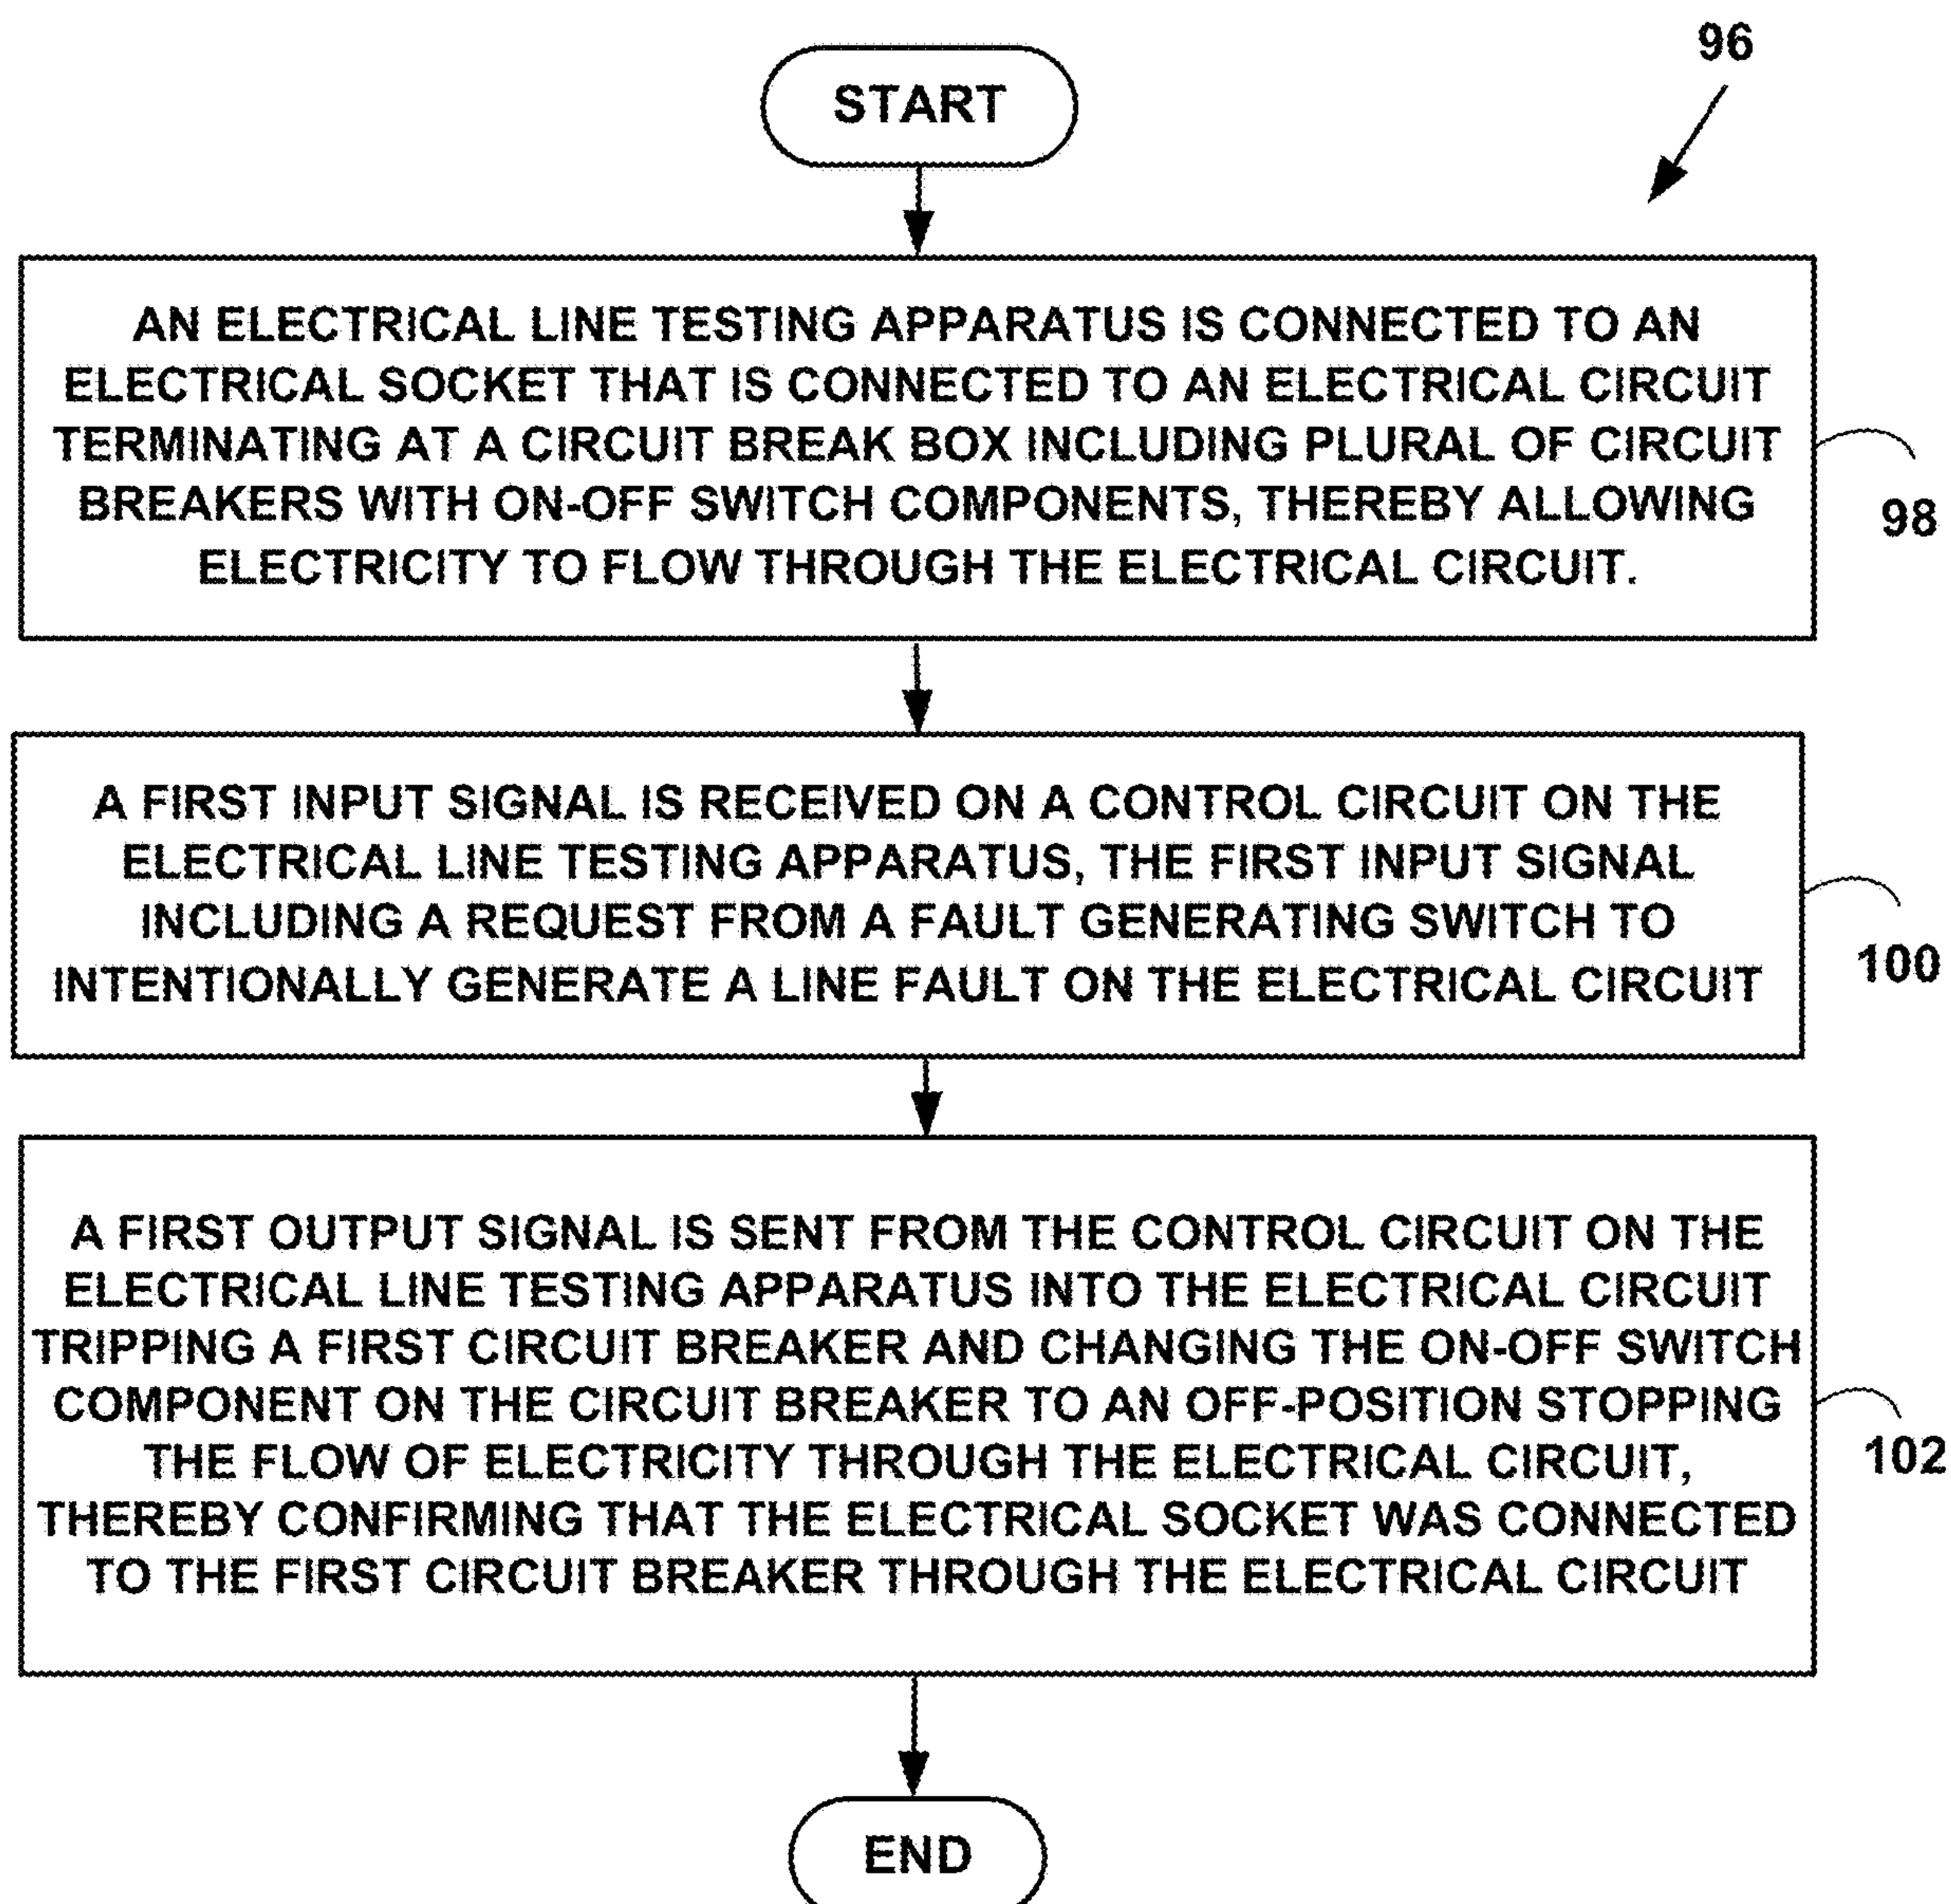 96
START
AN ELECTRICAL LINE TESTING APPARATUS IS CONNECTED TO AN
ELECTRICAL SOCKET THAT IS CONNECTED TO AN ELECTRICAL CIRCUIT
TERMINATING AT A CIRCUIT BREAK BOX INCLUDING PLURAL OF CIRCUIT
BREAKERS WITH ON-OFF SWITCH COMPONENTS, THEREBY ALLOWING
ELECTRICITY TO FLOW THROUGH THE ELECTRICAL CIRCUIT.
98
A FIRST INPUT SIGNAL IS RECEIVED ON A CONTROL CIRCUIT ON THE
ELECTRICAL LINE TESTING APPARATUS, THE FIRST INPUT SIGNAL
INCLUDING A REQUEST FROM A FAULT GENERATING SWITCH TO
INTENTIONALLY GENERATE A LINE FAULT ON THE ELECTRICAL CIRCUIT
100
A FIRST OUTPUT SIGNAL IS SENT FROM THE CONTROL CIRCUIT ON THE
ELECTRICAL LINE TESTING APPARATUS INTO THE ELECTRICAL CIRCUIT
TRIPPING A FIRST CIRCUIT BREAKER AND CHANGING THE ON-OFF SWITCH
COMPONENT ON THE CIRCUIT BREAKER TO AN OFF-POSITION STOPPING
THE FLOW OF ELECTRICITY THROUGH THE ELECTRICAL CIRCUIT,
THEREBY CONFIRMING THAT THE ELECTRICAL SOCKET WAS CONNECTED
TO THE FIRST CIRCUIT BREAKER THROUGH THE ELECTRICAL CIRCUIT
102
END